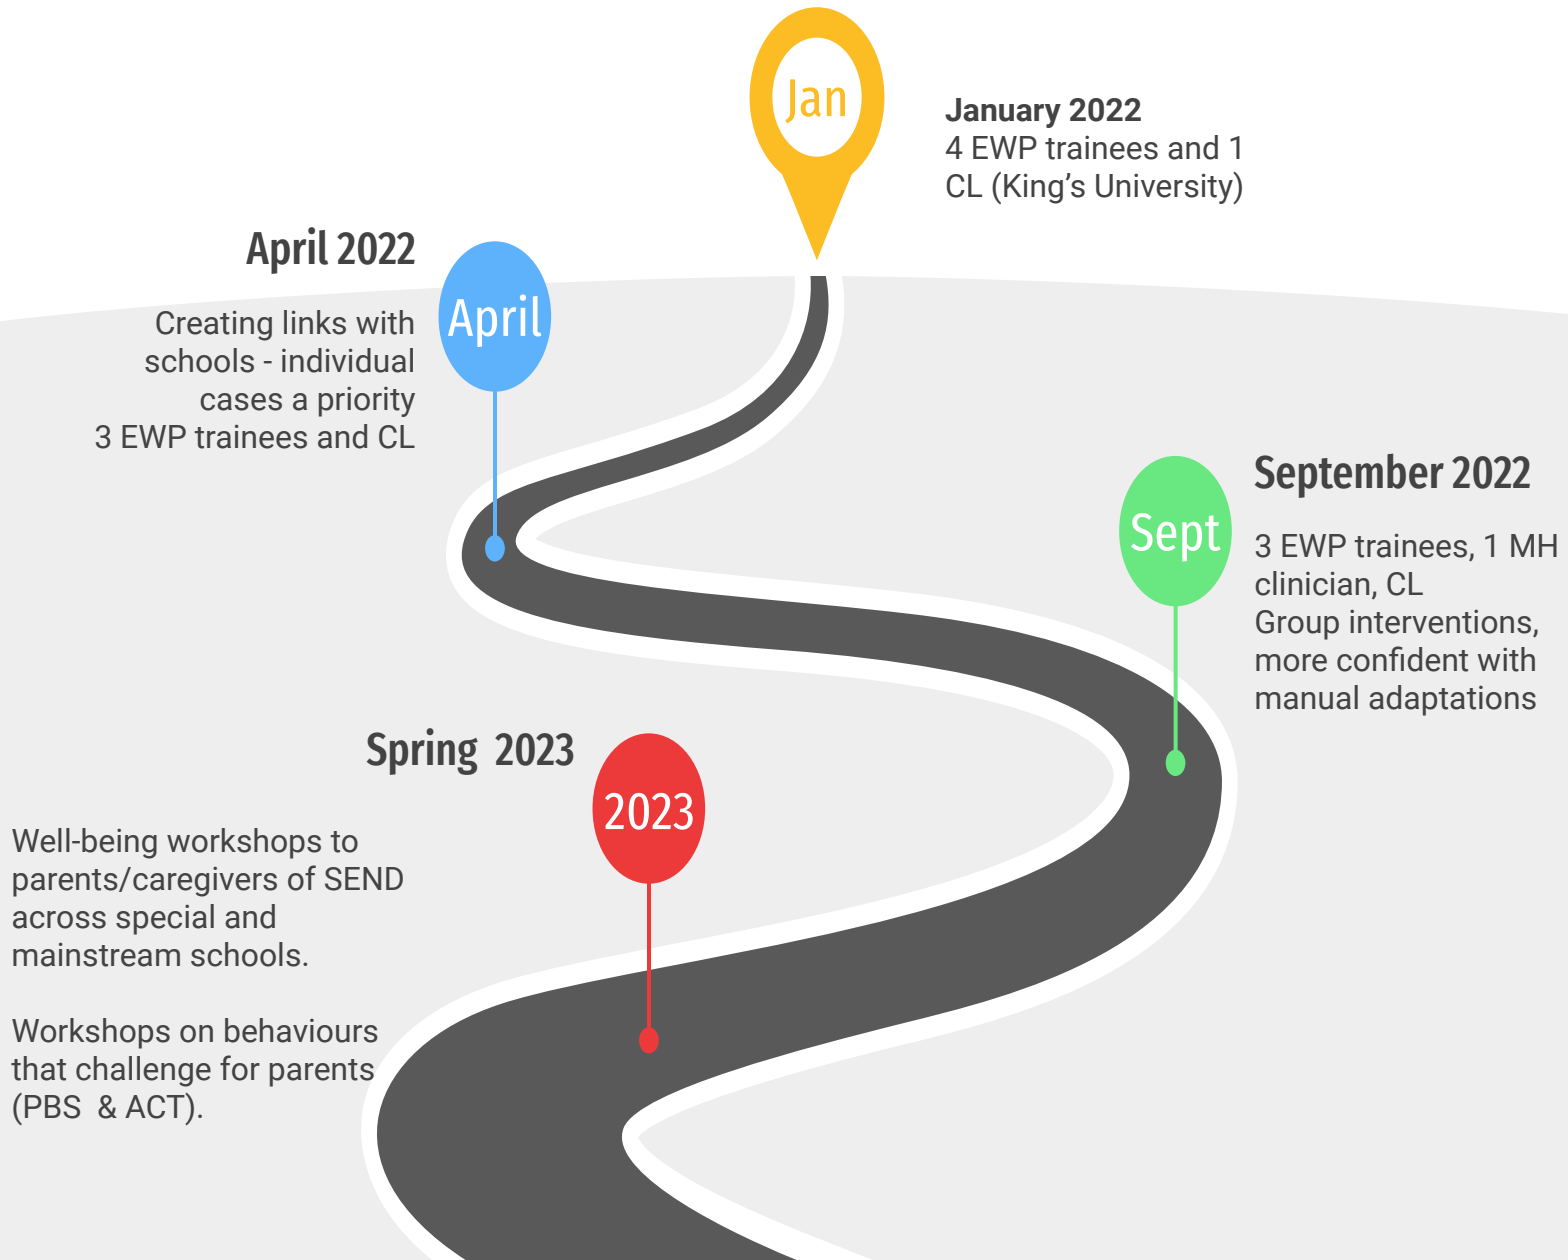 Jan
January 2022
4 EWP trainees and 1
CL (King’s University)
April 2022
April
Creating links with
schools - individual
cases a priority
3 EWP trainees and CL
Sept
September 2022
3 EWP trainees, 1 MH
clinician, CL
Group interventions,
more confident with
manual adaptations
Spring  2023
2023
Well-being workshops to
parents/caregivers of SEND
across special and
mainstream schools.
Workshops on behaviours
that challenge for parents
(PBS  & ACT).